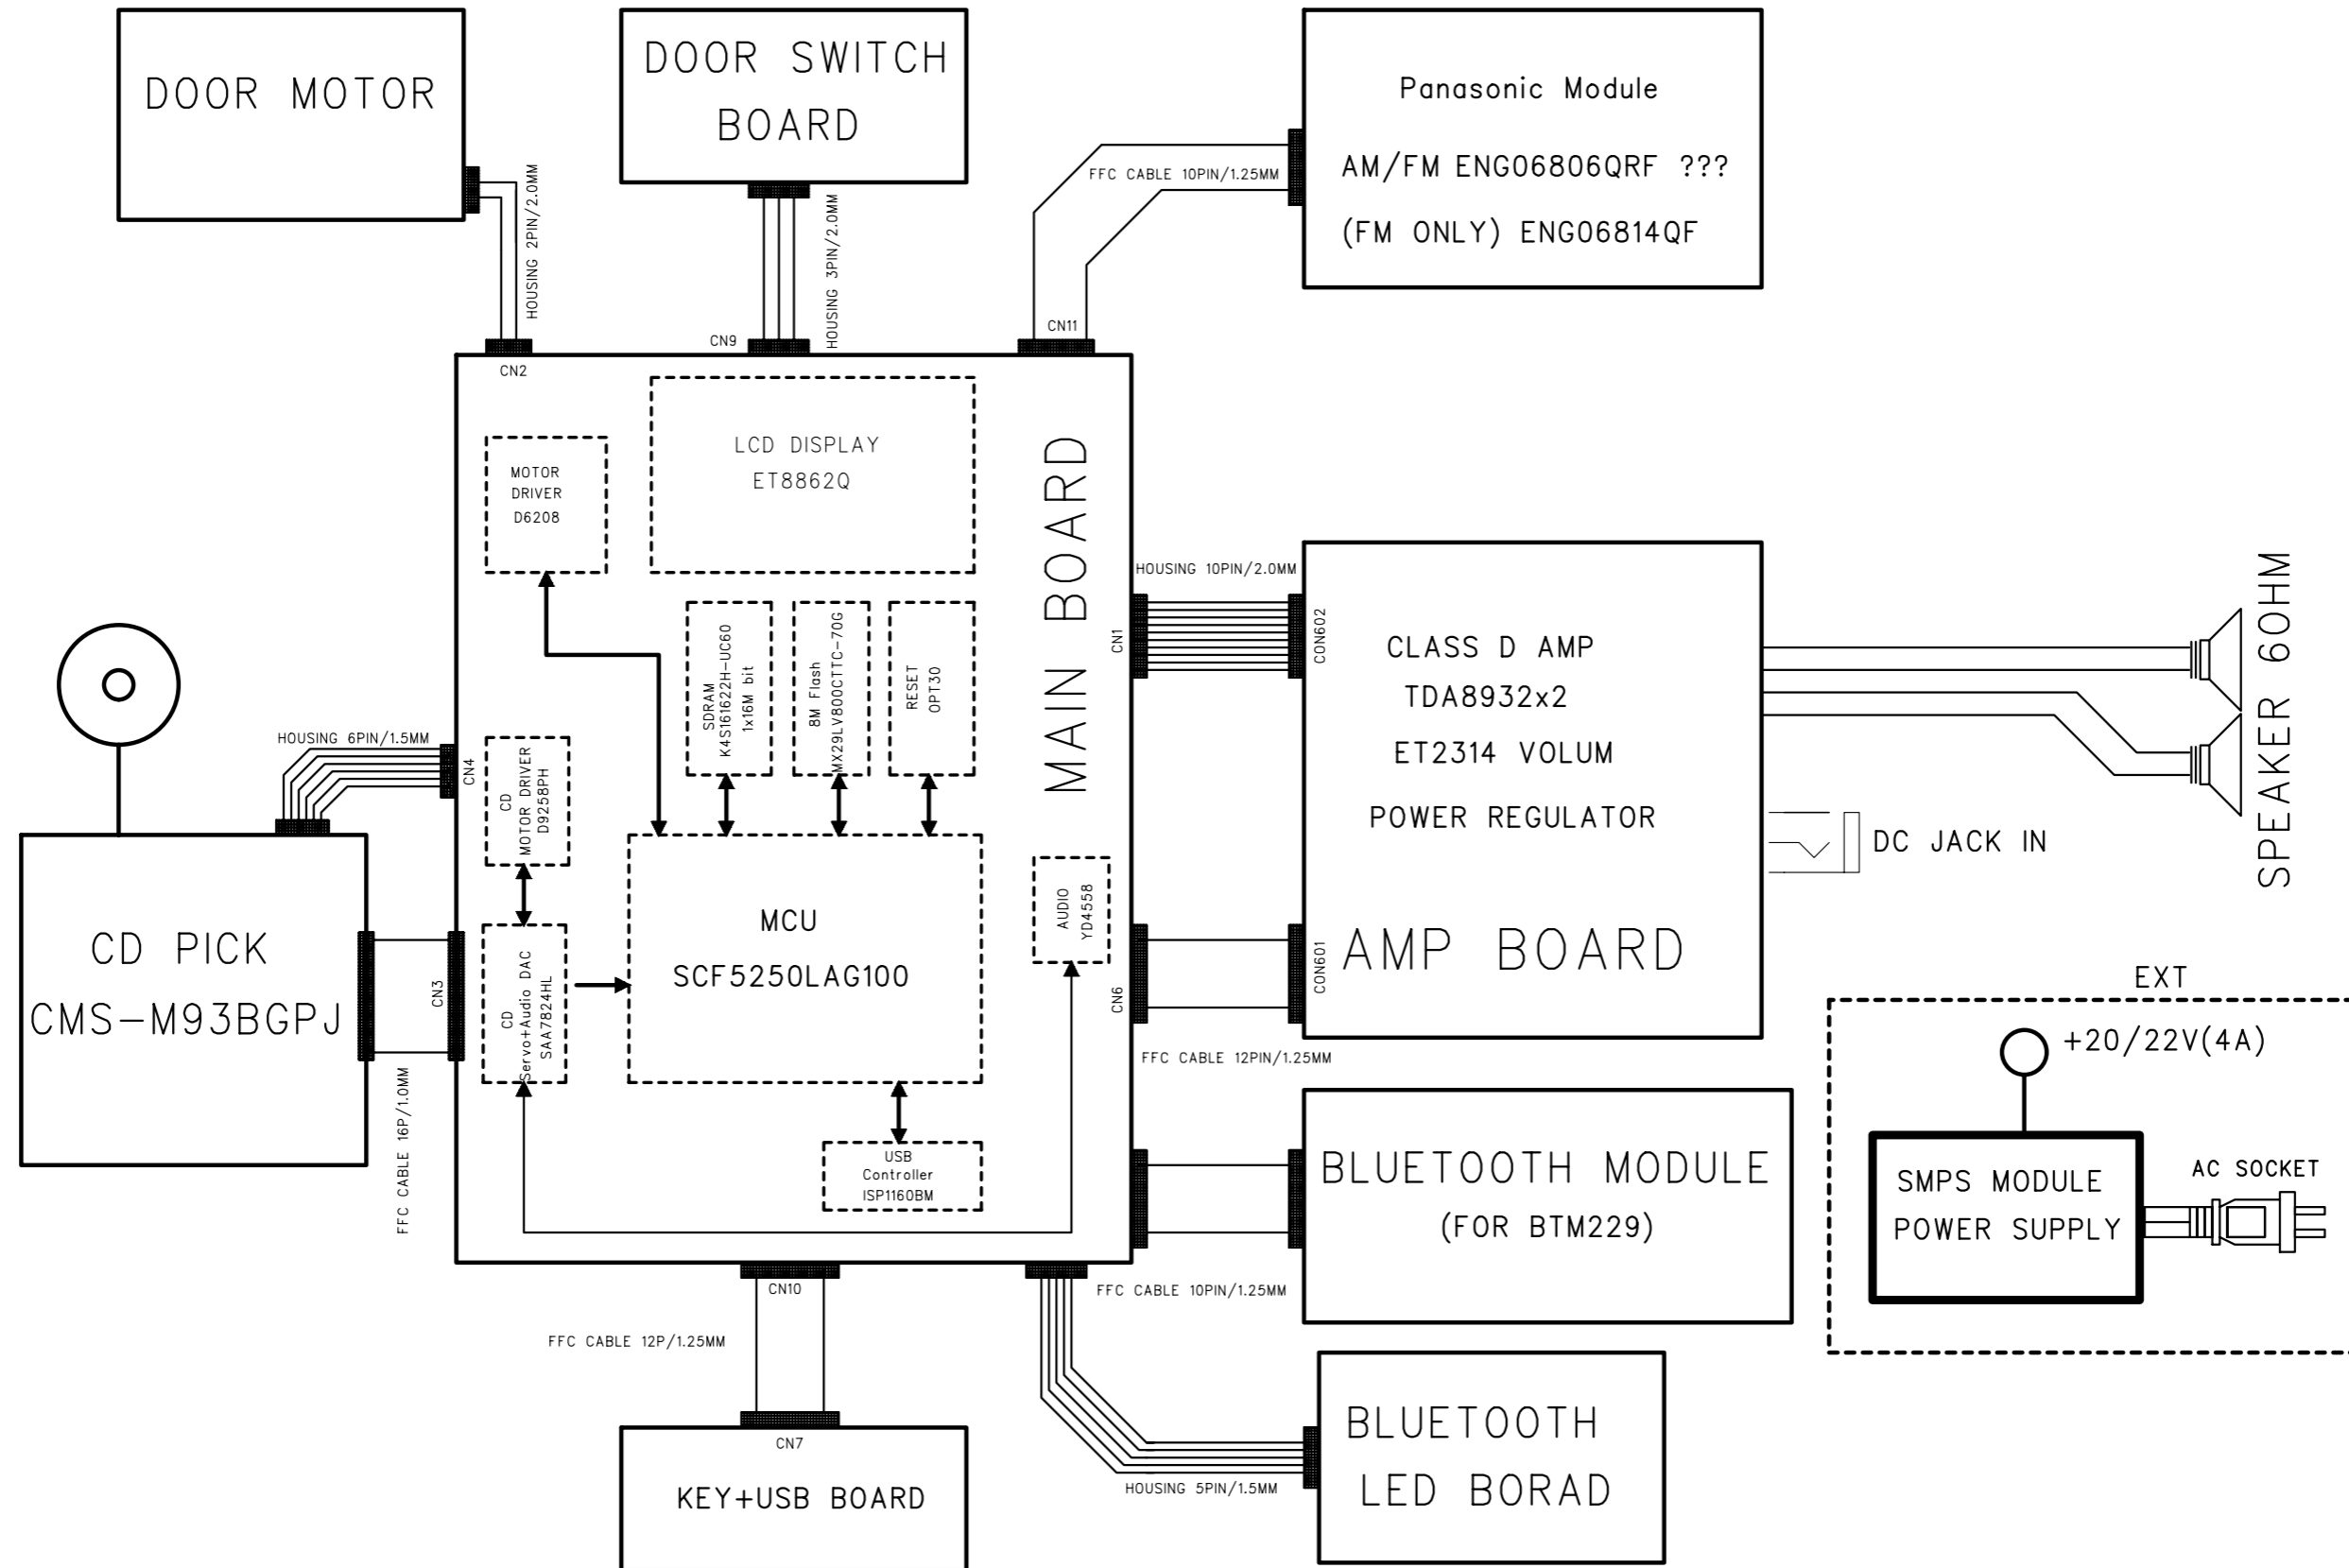 DOOR MOTOR
HOUSING 2PIN/2.0MM
CN2
DOOR SWITCH
BOARD
HOUSING 3PIN/2.0MM
CN9
Panasonic Module
AM/FM ENG06806QRF ???
(FM ONLY) ENG06814QF
FFC CABLE 10PIN/1.25MM
CN11
MAIN BOARD
LCD DISPLAY
ET8862Q
MOTOR
DRIVER
D6208
SDRAM
K4S161622H-UC60
1x16M bit
8M Flash
MX29LV800CTTC-70G
RESET
OPT30
CD
MOTOR DRIVER
D9258PH
CD
Servo+Audio DAC
SAA7824HL
MCU
SCF5250LAG100
AUDIO
YD4558
USB
Controller
ISP1160BM
HOUSING 6PIN/1.5MM
CN4
CD PICK
CMS-M93BGPJ
CN3
FFC CABLE 16P/1.0MM
HOUSING 10PIN/2.0MM
CN1
CON602
CLASS D AMP
TDA8932x2
ET2314 VOLUM
POWER REGULATOR
AMP BOARD
CN6
CON601
FFC CABLE 12PIN/1.25MM
SPEAKER 6OHM
DC JACK IN
EXT
+20/22V(4A)
SMPS MODULE
POWER SUPPLY
AC SOCKET
BLUETOOTH MODULE
(FOR BTM229)
FFC CABLE 10PIN/1.25MM
CN10
FFC CABLE 12P/1.25MM
CN7
KEY+USB BOARD
BLUETOOTH
LED BORAD
HOUSING 5PIN/1.5MM